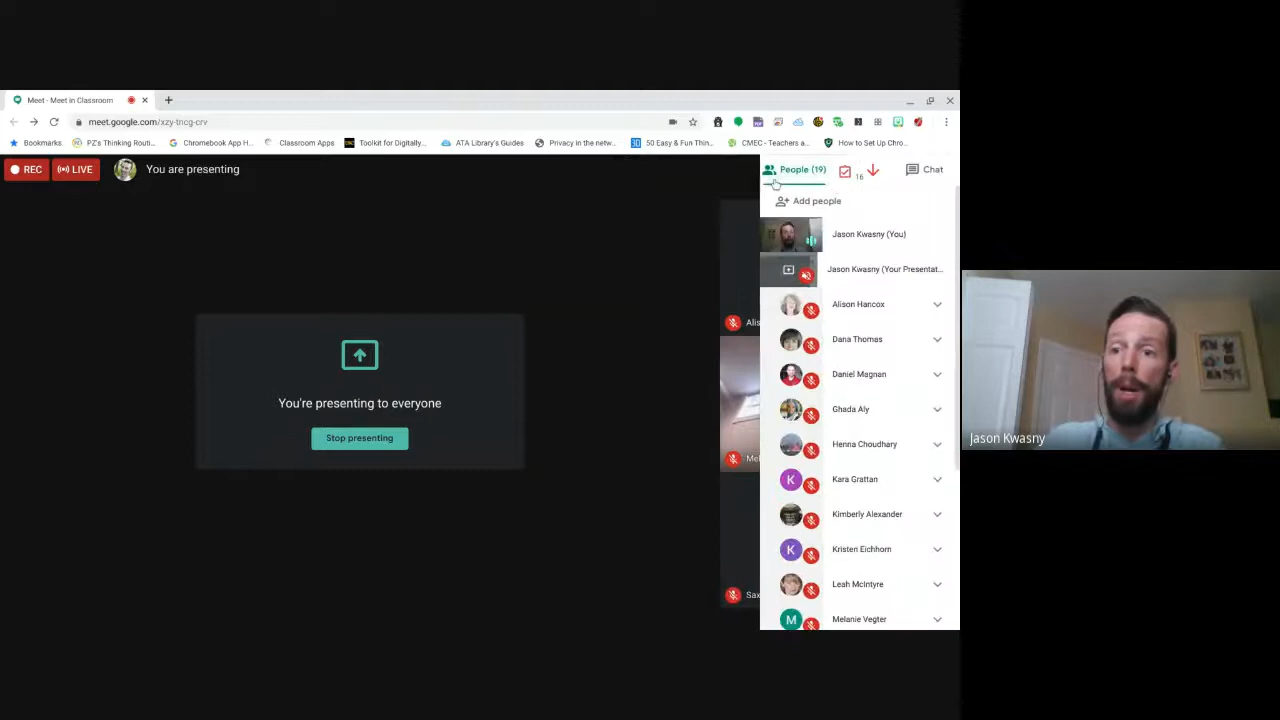 Meet - Meet in Classroom
meet.google.com/xzy-tncg-crv
Bookmarks PZ's Thinking Routi... Chromebook App H... Classroom Apps Toolkit for Digitally... ATA Library's Guides Privacy in the netw... 50 Easy & Fun Thin... CMEC - Teachers a... How to Set Up Chro...
REC LIVE You are presenting
People (19) 16 Chat
Add people
Jason Kwasny (You)
Jason Kwasny (Your Presentat...
Alison Hancox
Alis
Dana Thomas
Daniel Magnan
You're presenting to everyone
Ghada Aly
Stop presenting
Henna Choudhary
Mel
K Kara Grattan
Jason Kwasny
Kimberly Alexander
K Kristen Eichhorn
Leah McIntyre
Sax
M Melanie Vegter